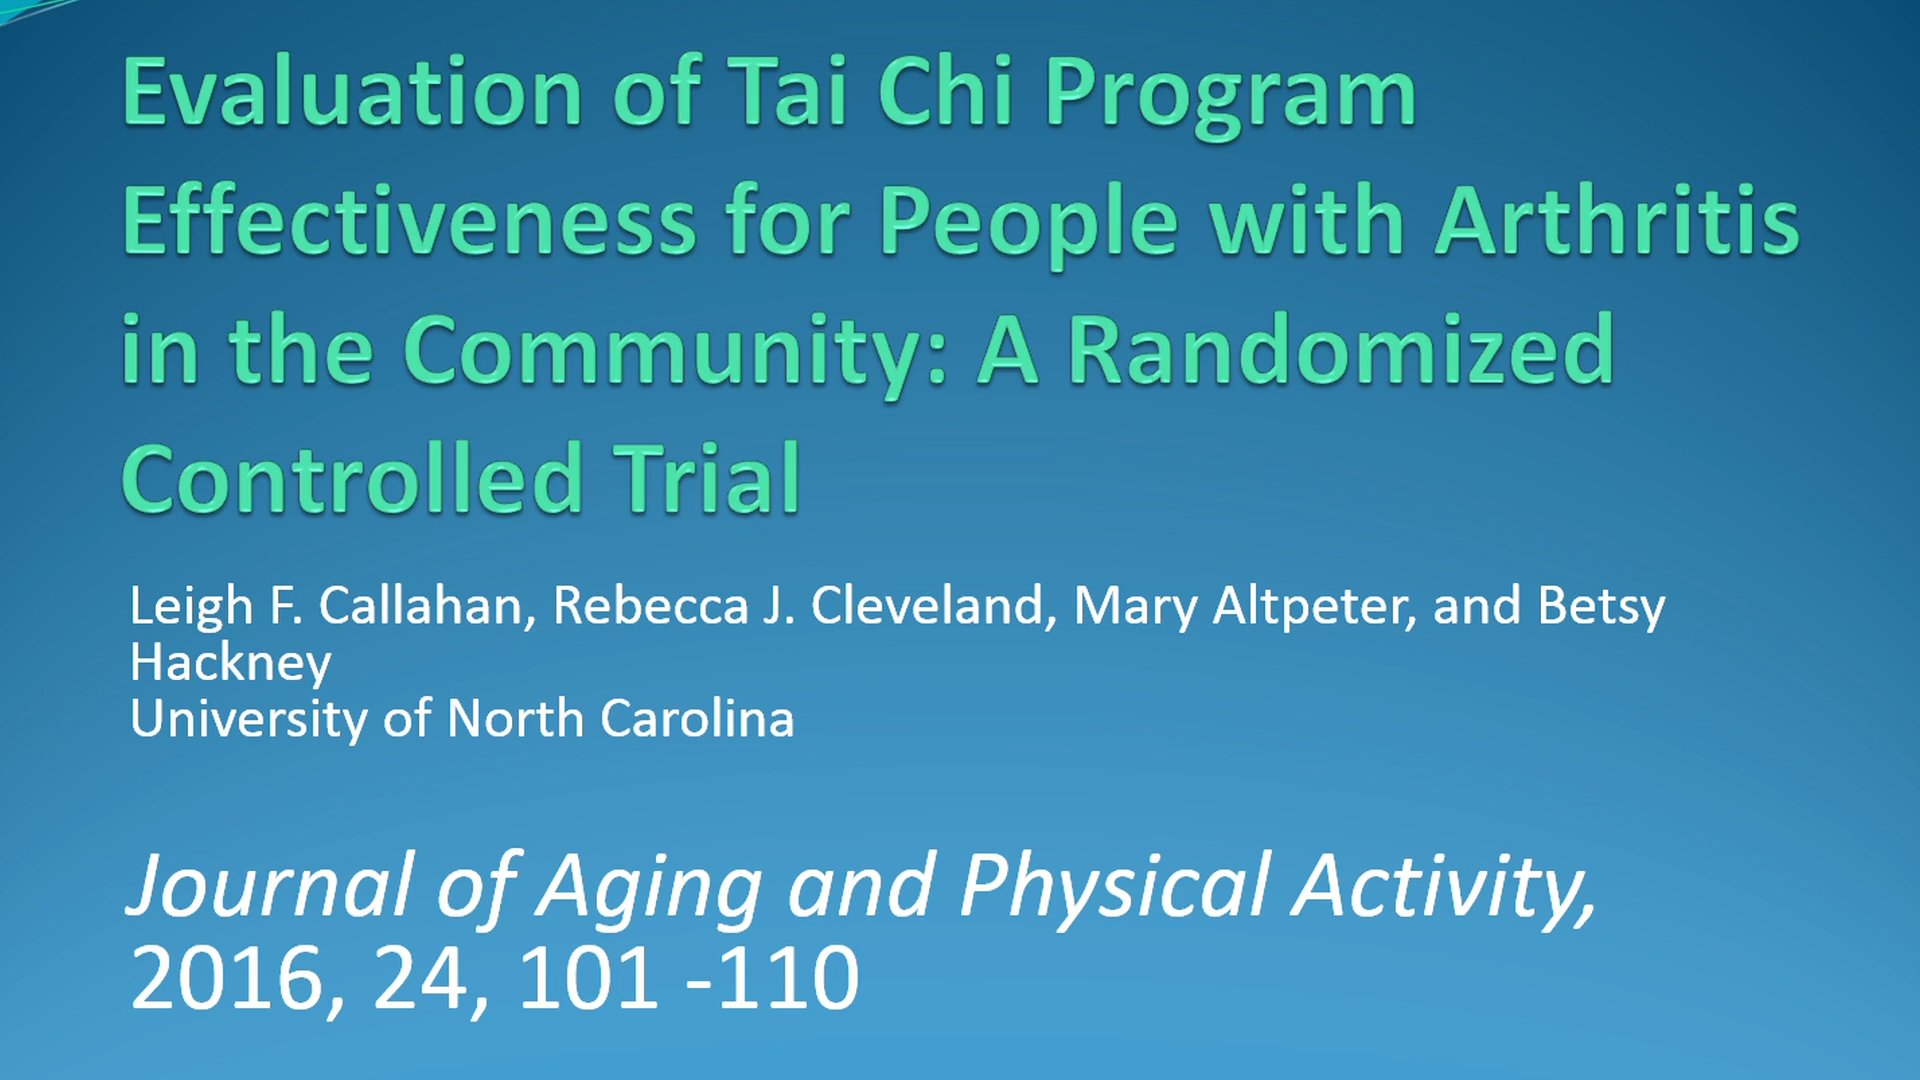 Evaluation of Tai Chi Program
Effectiveness for People with Arthritis
in the Community: A Randomized
Controlled Trial
Leigh F. Callahan, Rebecca J. Cleveland, Mary Altpeter, and Betsy
Hackney
University of North Carolina
Journal of Aging and Physical Activity,
2016, 24, 101 -110